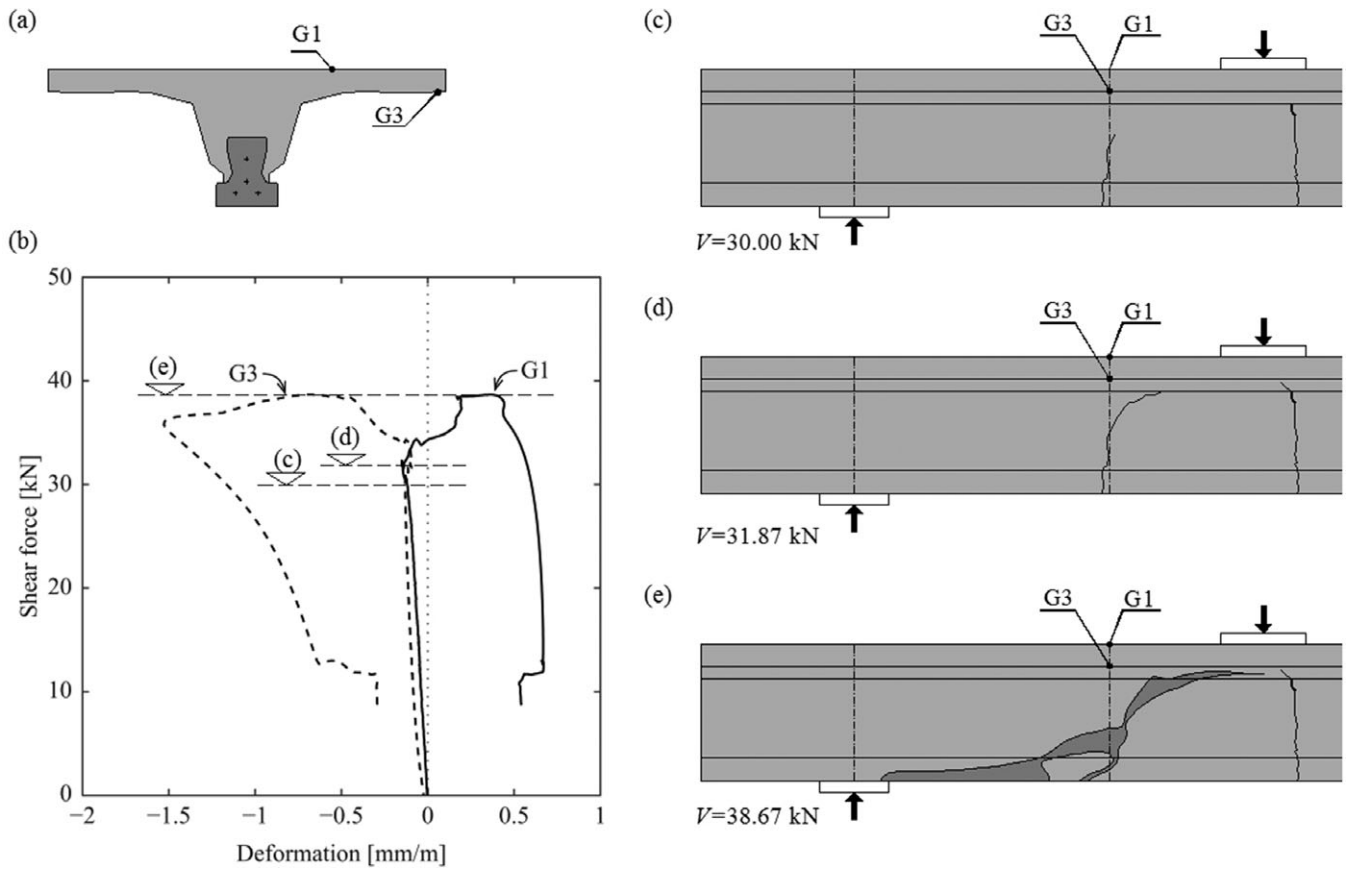 (a)
G1
G3
(b)
50
40
30
20
10
0
−2
−1.5
−1
−0.5
0
0.5
1
Shear force [kN]
Deformation [mm/m]
(e)
G3
G1
(d)
(c)
(c)
G3
G1
V=30.00 kN
(d)
G3
G1
V=31.87 kN
(e)
G3
G1
V=38.67 kN